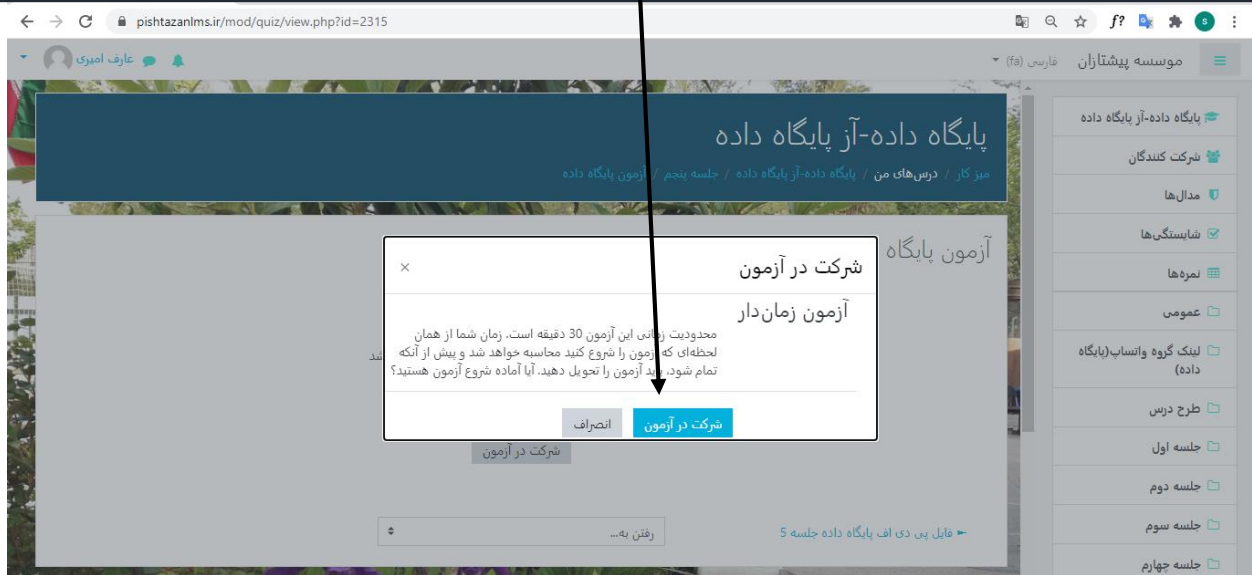 pishtazanlms.ir/mod/quiz/view.php?id=2315
f?
s
موسسه پیشتازان
فارسی (fa)
عارف امیری
پایگاه داده-آز پایگاه داده
میز کار / درس‌های من / پایگاه داده-آز پایگاه داده / جلسه پنجم / آزمون پایگاه داده
آزمون پایگاه
شرکت در آزمون
×
آزمون زمان‌دار
محدودیت زمانی این آزمون 30 دقیقه است. زمان شما از همان
لحظه‌ای که آزمون را شروع کنید محاسبه خواهد شد و پیش از آنکه
تمام شود، باید آزمون را تحویل دهید. آیا آماده شروع آزمون هستید؟
شد
شرکت در آزمون
انصراف
شرکت در آزمون
فایل پی دی اف پایگاه داده جلسه 5
رفتن به...
پایگاه داده-آز پایگاه داده
شرکت کنندگان
مدال‌ها
شایستگی‌ها
نمره‌ها
عمومی
لینک گروه واتساپ(پایگاه
داده)
طرح درس
جلسه اول
جلسه دوم
جلسه سوم
جلسه چهارم